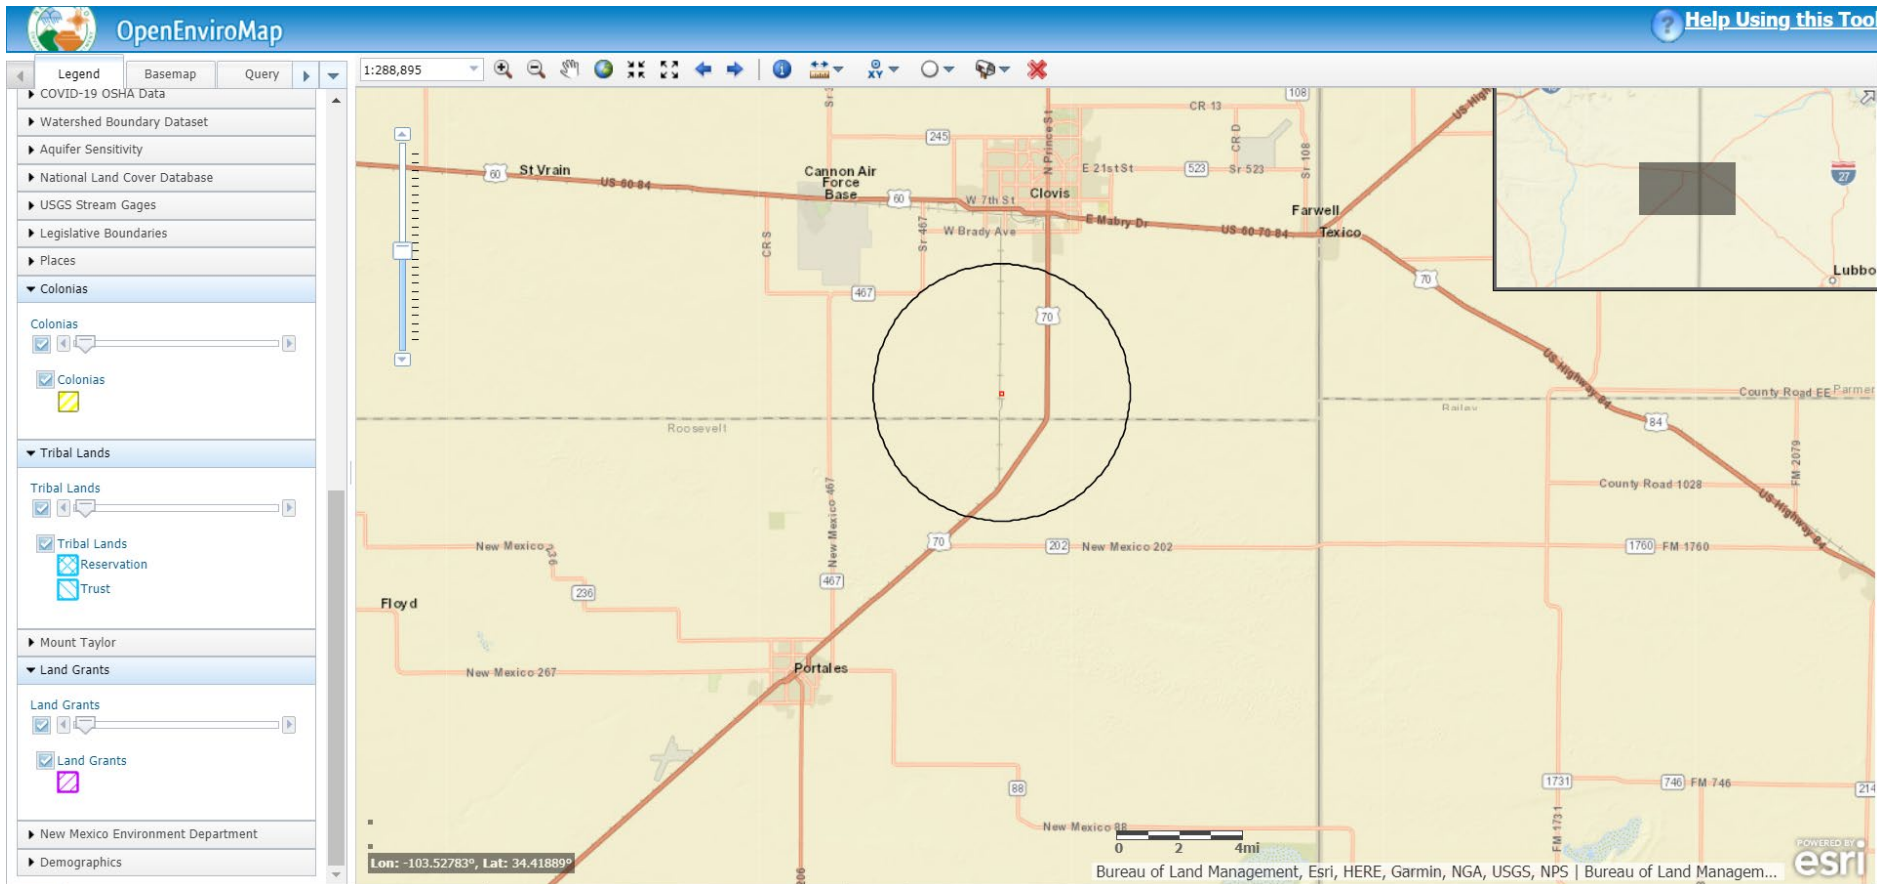 OpenEnviroMap
Help Using this Tool
Legend
Basemap
Query
1:288,895
COVID-19 OSHA Data
Watershed Boundary Dataset
Aquifer Sensitivity
National Land Cover Database
USGS Stream Gages
Legislative Boundaries
Places
Colonias
Colonias
Colonias
Tribal Lands
Tribal Lands
Tribal Lands
Reservation
Trust
Mount Taylor
Land Grants
Land Grants
Land Grants
New Mexico Environment Department
Demographics
XY
CR 13
108
US High
N Prince St
CR D
Sr 108
245
E 21st St
523
Sr 523
60
St Vrain
US 60-84
Cannon Air
Force
Base
60
W 7th St
Clovis
E Mabry Dr
Farwell
US 60 70 84
Texico
27
Lubbo
CR S
Sr 467
W Brady Ave
467
70
70
US Highway 84
County Road EE
Parmer
Bailey
Roosevelt
84
FM 2079
County Road 1028
US Highway 84
New Mexico 467
New Mexico 236
70
202
New Mexico 202
1760
FM 1760
467
236
Floyd
New Mexico 267
Portales
88
New Mexico 88
1731
746
FM 746
214
FM 1731
206
0 2 4mi
Lon: -103.52783°, Lat: 34.41889°
POWERED BY
esri
Bureau of Land Management, Esri, HERE, Garmin, NGA, USGS, NPS | Bureau of Land Managem...